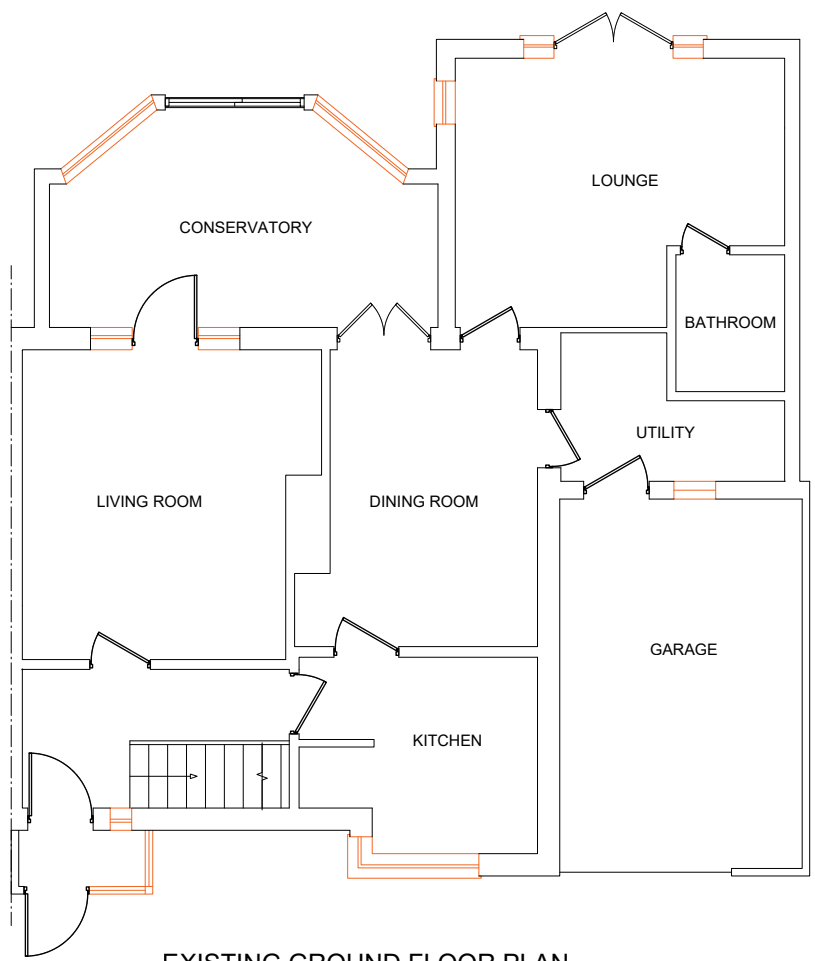 LOUNGE
CONSERVATORY
BATHROOM
UTILITY
LIVING ROOM
DINING ROOM
GARAGE
KITCHEN
EXISTING GROUND FLOOR PLAN